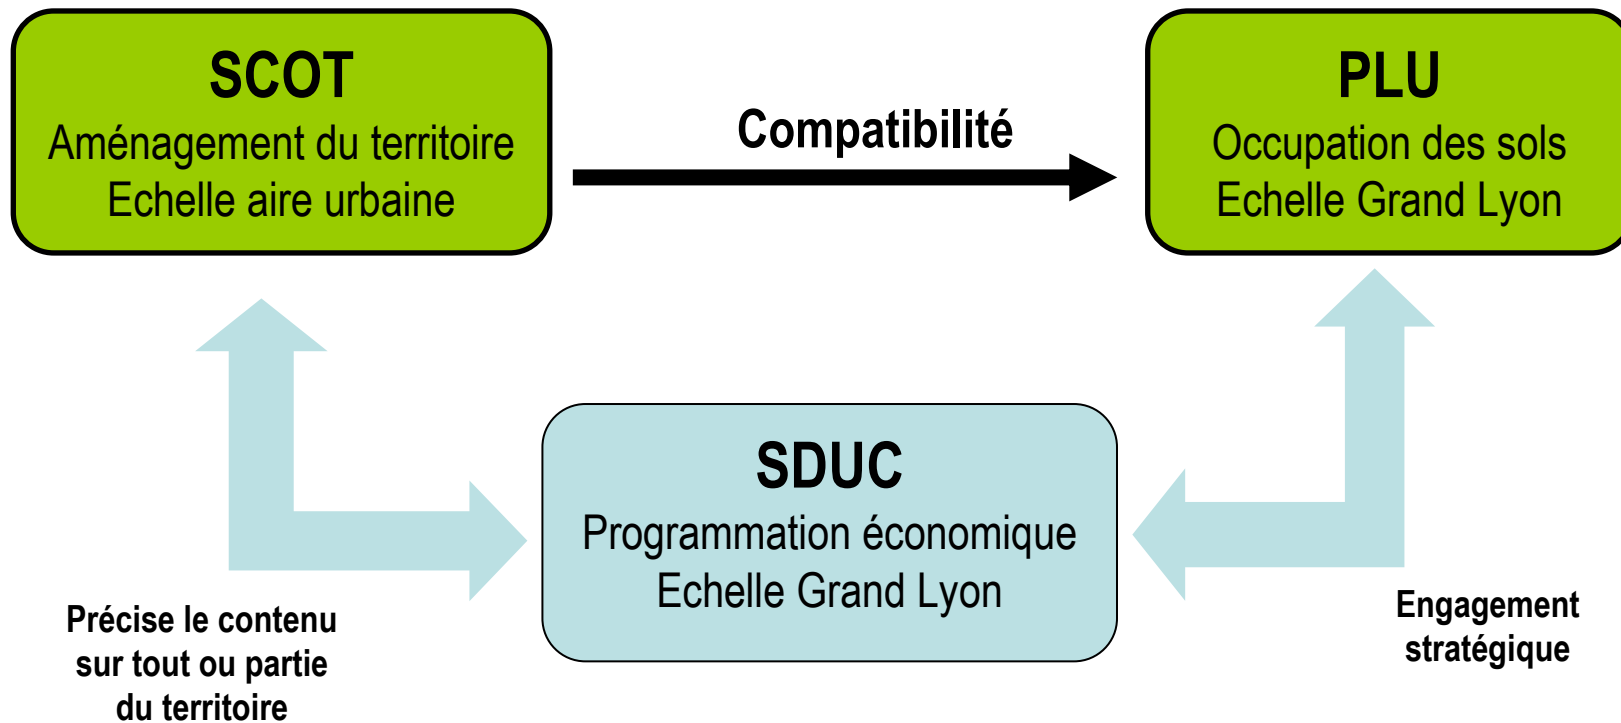 SCOT
Aménagement du territoire
Echelle aire urbaine
Compatibilité
PLU
Occupation des sols
Echelle Grand Lyon
SDUC
Programmation économique
Echelle Grand Lyon
Précise le contenu
sur tout ou partie
du territoire
Engagement
stratégique